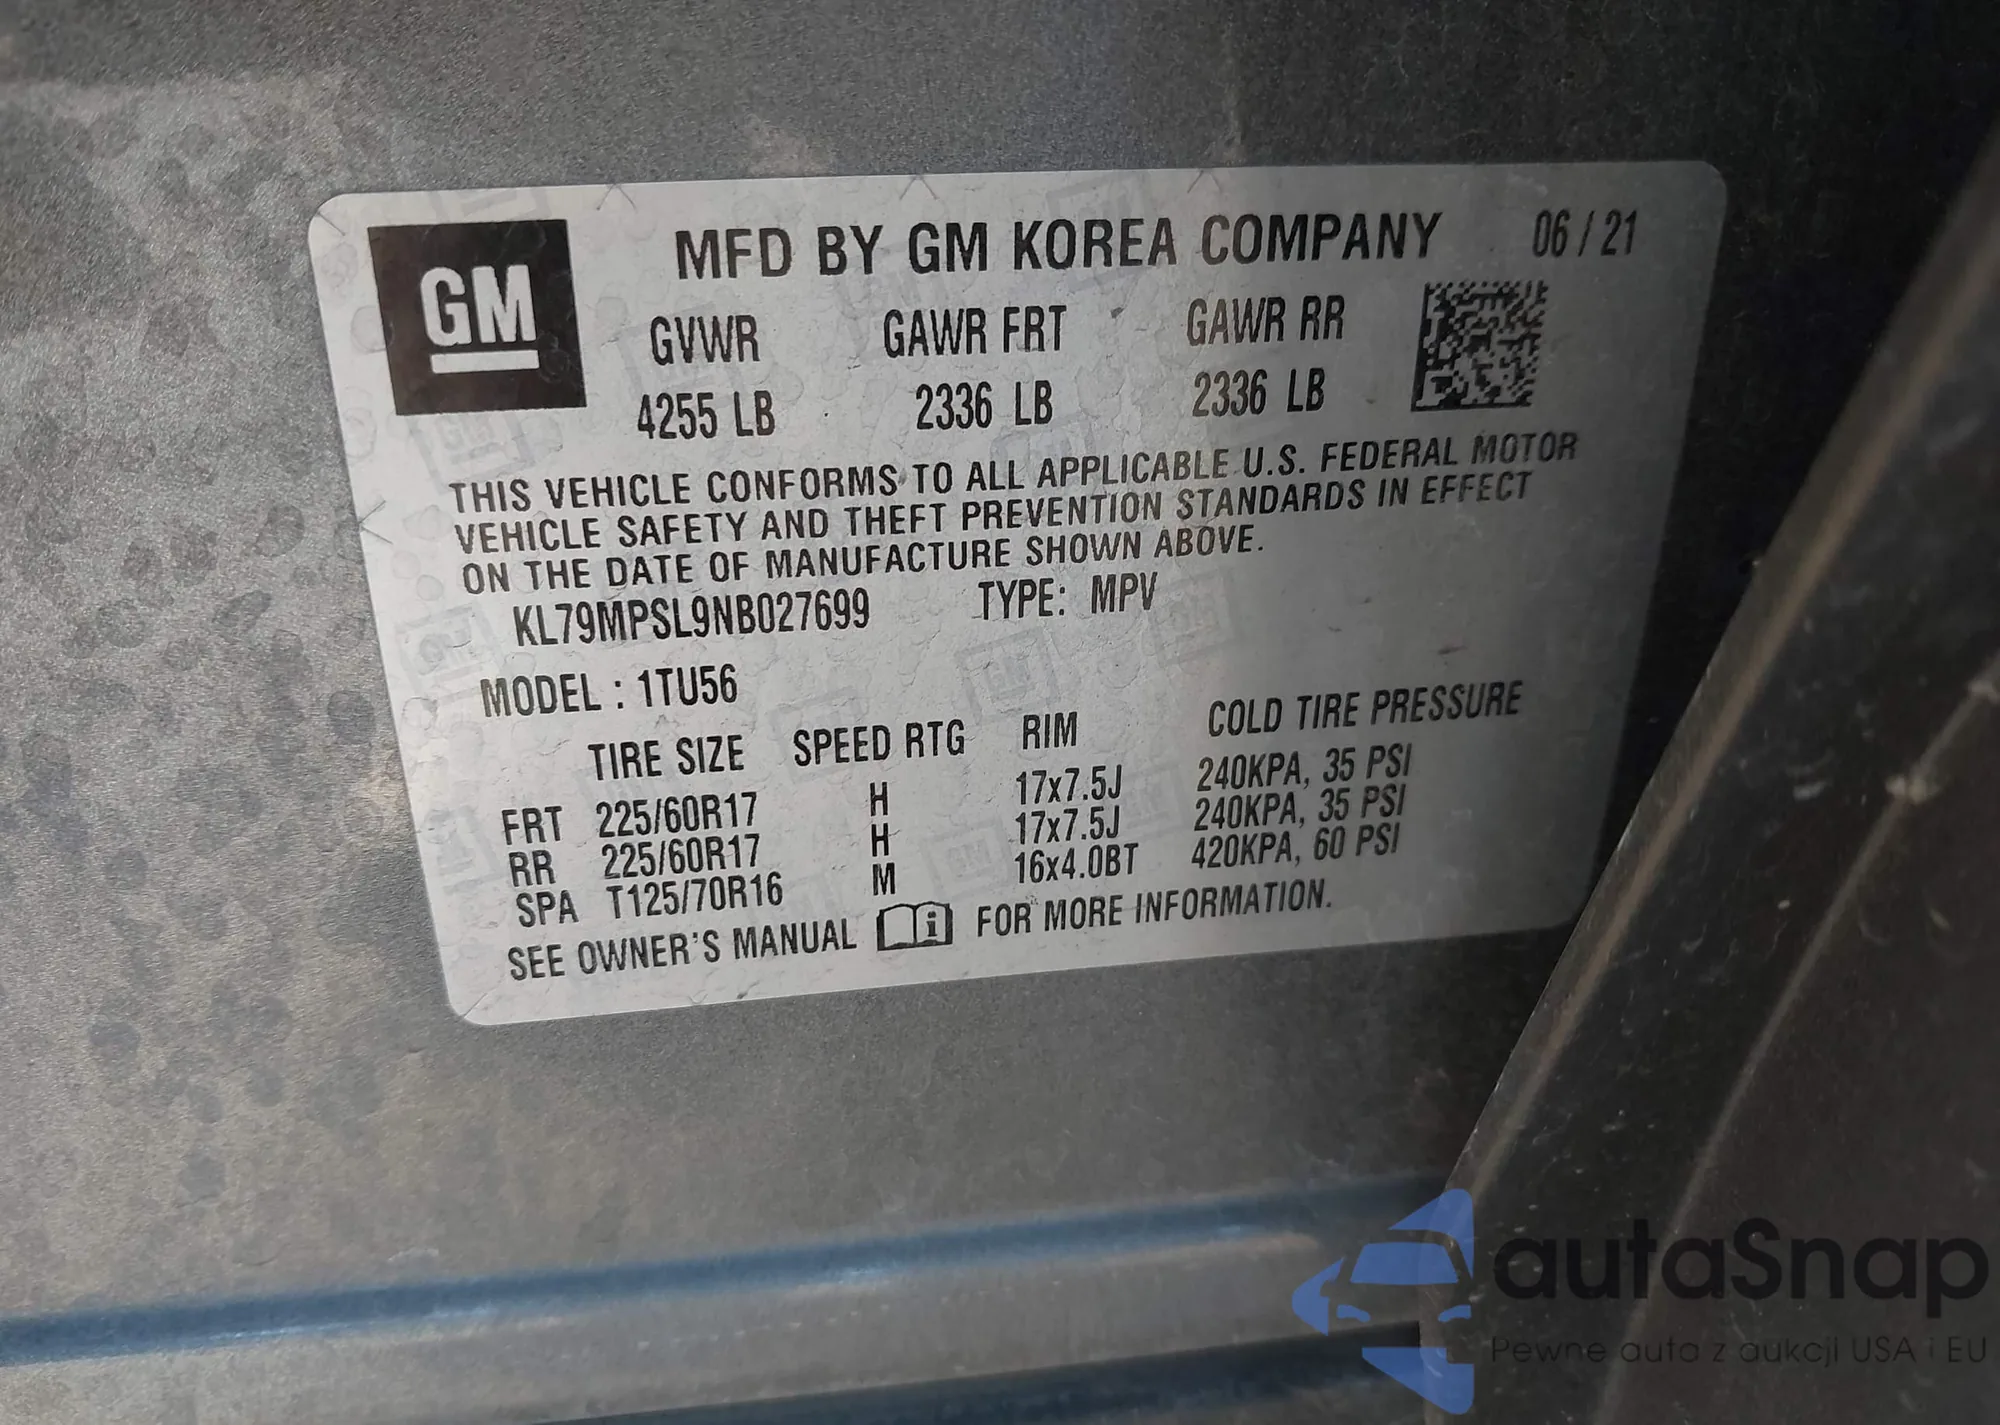 GM
MFD BY GM KOREA COMPANY 06 / 21
GVWR GAWR FRT GAWR RR
4255 LB 2336 LB 2336 LB
THIS VEHICLE CONFORMS TO ALL APPLICABLE U.S. FEDERAL MOTOR
VEHICLE SAFETY AND THEFT PREVENTION STANDARDS IN EFFECT
ON THE DATE OF MANUFACTURE SHOWN ABOVE.
KL79MPSL9NB027699 TYPE: MPV
MODEL : 1TU56
TIRE SIZE SPEED RTG RIM COLD TIRE PRESSURE
FRT 225/60R17 H 17x7.5J 240KPA, 35 PSI
RR 225/60R17 H 17x7.5J 240KPA, 35 PSI
SPA T125/70R16 M 16x4.0BT 420KPA, 60 PSI
SEE OWNER'S MANUAL i FOR MORE INFORMATION.
autaSnap
Pewne auta z aukcji USA i EU